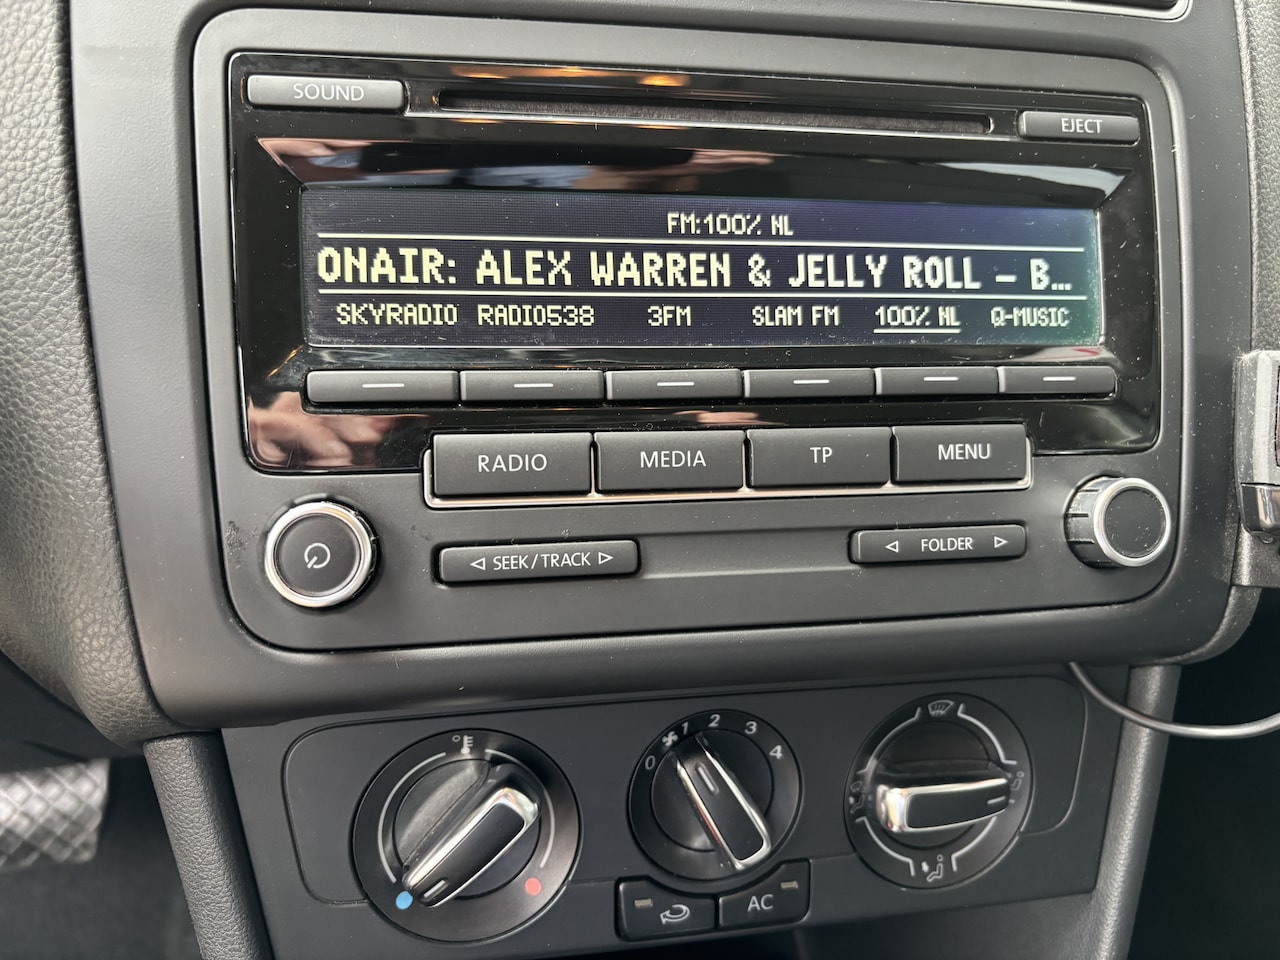 SOUND
EJECT
FM:100% NL
ONAIR: ALEX WARREN & JELLY ROLL - B...
SKYRADIO RADIO538 3FM SLAM FM 100% NL Q-MUSIC
RADIO MEDIA TP MENU
SEEK/TRACK FOLDER
0 1 2 3 4
AC